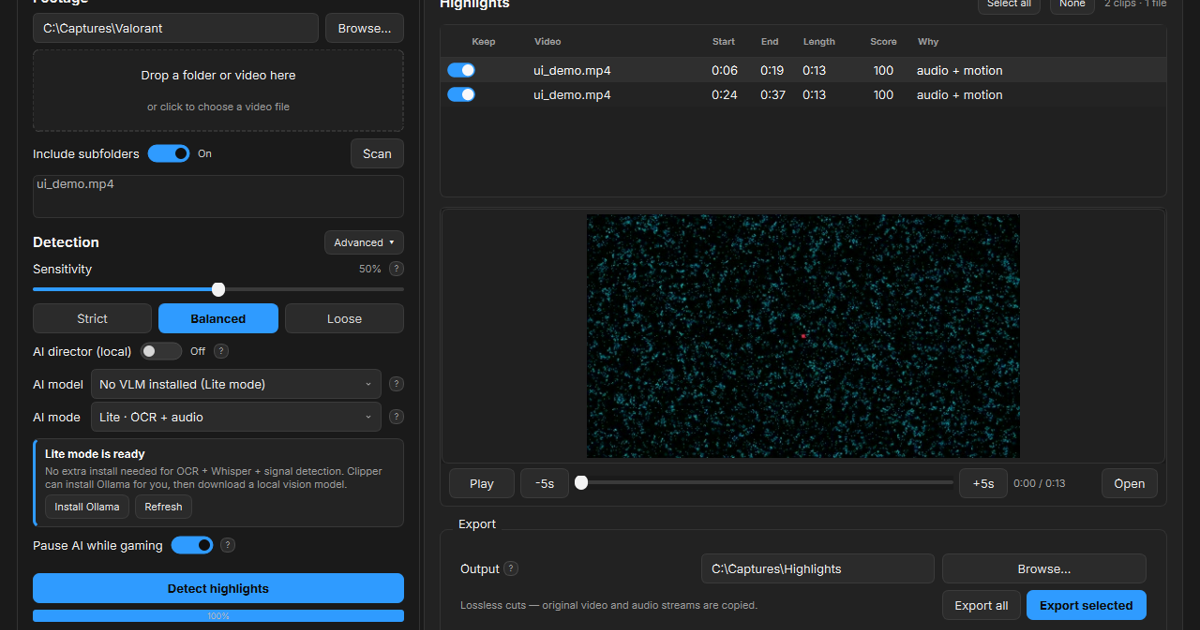 Footage
C:\Captures\Valorant
Browse...
Drop a folder or video here
or click to choose a video file
Include subfolders On
Scan
ui_demo.mp4
Detection
Advanced
Sensitivity
50% ?
Strict
Balanced
Loose
AI director (local) Off ?
AI model No VLM installed (Lite mode) ?
AI mode Lite · OCR + audio ?
Lite mode is ready
No extra install needed for OCR + Whisper + signal detection. Clipper
can install Ollama for you, then download a local vision model.
Install Ollama
Refresh
Pause AI while gaming ?
Detect highlights
100%
Highlights
Select all
None
2 clips · 1 file
Keep Video Start End Length Score Why
ui_demo.mp4 0:06 0:19 0:13 100 audio + motion
ui_demo.mp4 0:24 0:37 0:13 100 audio + motion
Play
-5s
+5s
0:00 / 0:13
Open
Export
Output ?
C:\Captures\Highlights
Browse...
Lossless cuts — original video and audio streams are copied.
Export all
Export selected